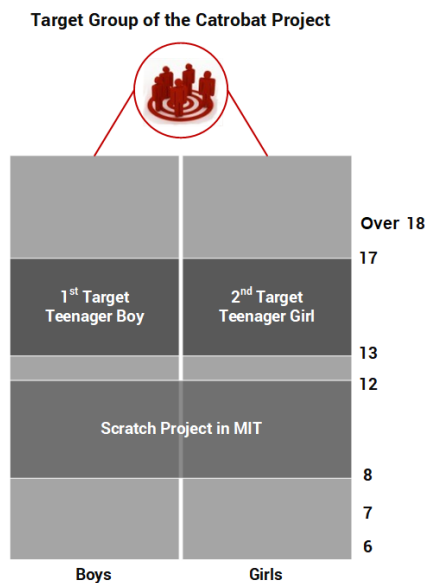 Target Group of the Catrobat Project
Over 18
17
1st Target
Teenager Boy
2nd Target
Teenager Girl
13
12
Scratch Project in MIT
8
7
6
Boys
Girls